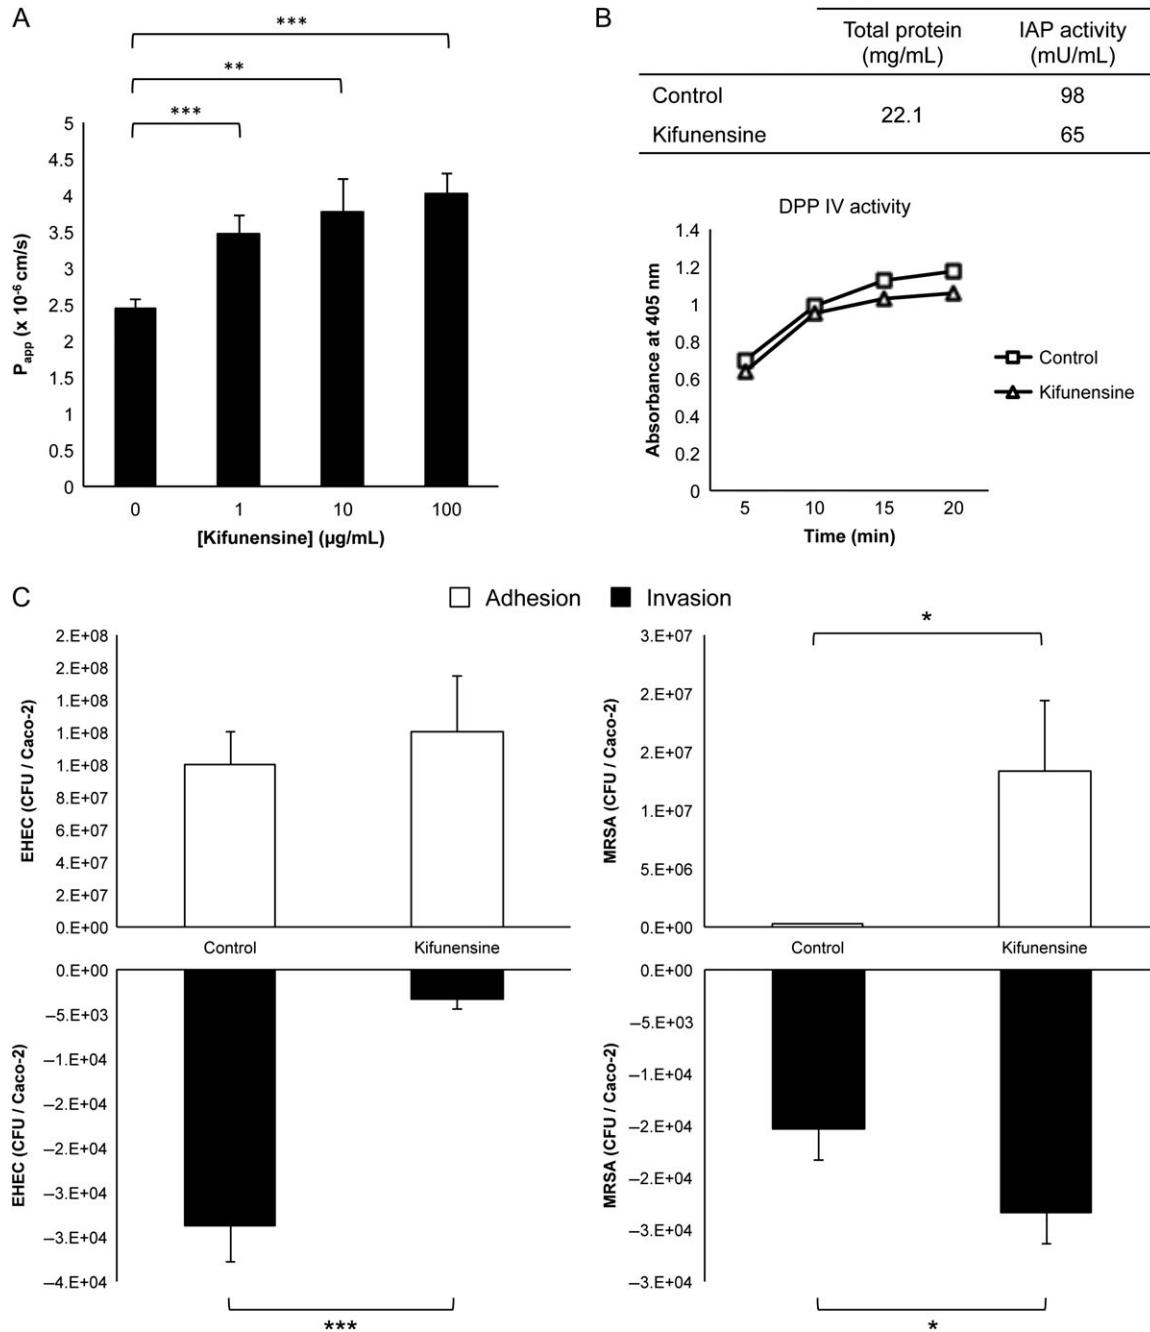 A
***
**
***
5
4.5
4
3.5
3
2.5
2
1.5
1
0.5
0
P_app (x 10⁻⁶ cm/s)
0 1 10 100
[Kifunensine] (µg/mL)
B
Total protein (mg/mL)
IAP activity (mU/mL)
Control 98
22.1
Kifunensine 65
DPP IV activity
1.4
1.2
1
0.8
0.6
0.4
0.2
0
Absorbance at 405 nm
5 10 15 20
Time (min)
Control
Kifunensine
C
Adhesion Invasion
2.E+08
2.E+08
1.E+08
1.E+08
1.E+08
8.E+07
6.E+07
4.E+07
2.E+07
0.E+00
EHEC (CFU / Caco-2)
Control Kifunensine
0.E+00
–5.E+03
–1.E+04
–2.E+04
–2.E+04
–3.E+04
–3.E+04
–4.E+04
EHEC (CFU / Caco-2)
***
*
3.E+07
2.E+07
2.E+07
1.E+07
5.E+06
0.E+00
MRSA (CFU / Caco-2)
Control Kifunensine
0.E+00
–5.E+03
–1.E+04
–2.E+04
–2.E+04
–3.E+04
–3.E+04
MRSA (CFU / Caco-2)
*